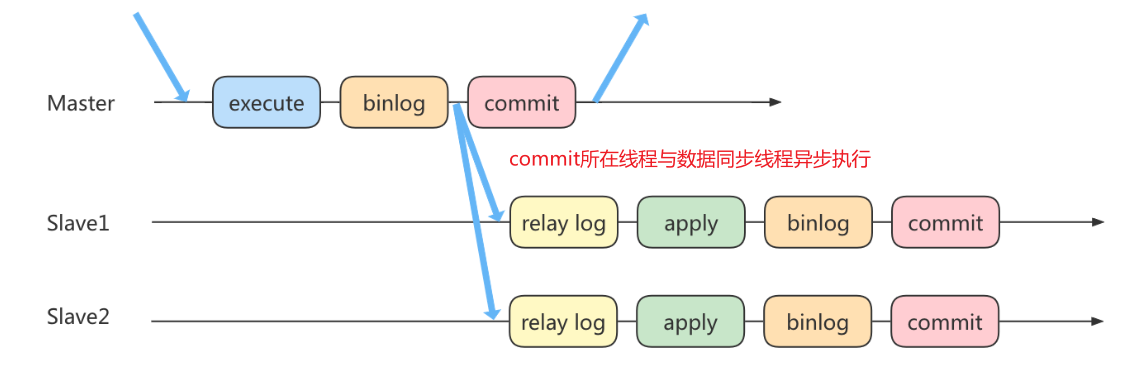 Master execute binlog commit
commit所在线程与数据同步线程异步执行
Slave1 relay log apply binlog commit
Slave2 relay log apply binlog commit